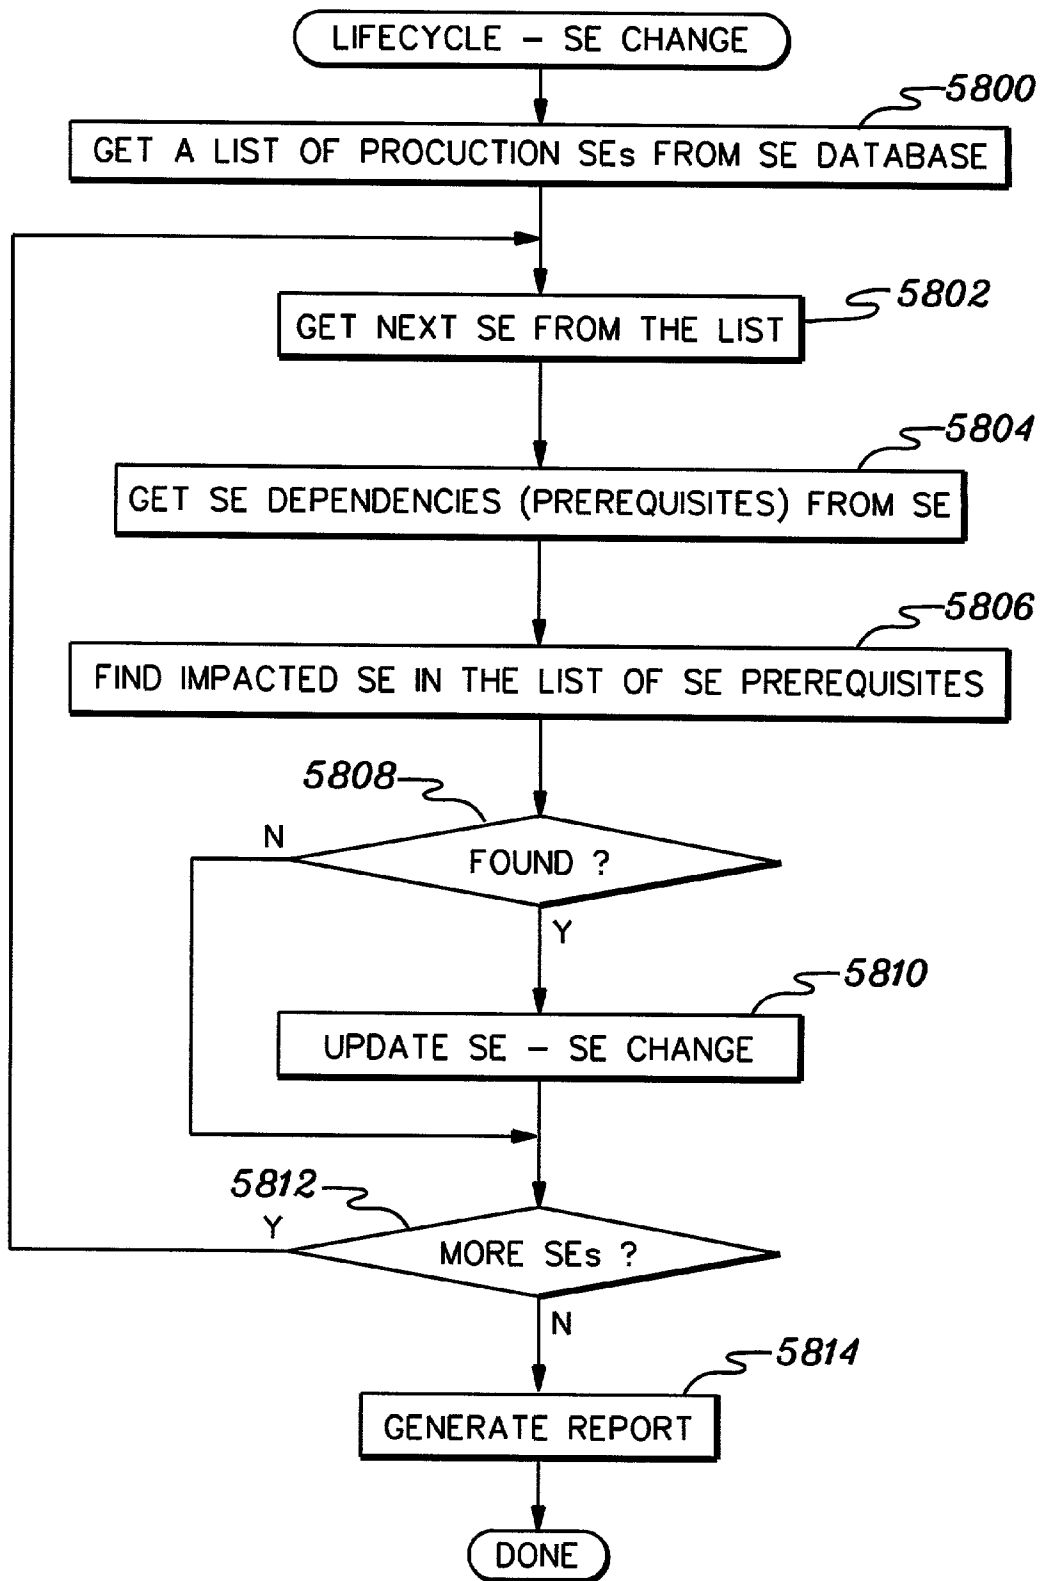 LIFECYCLE – SE CHANGE
5800
GET A LIST OF PROCUCTION SEs FROM SE DATABASE
5802
GET NEXT SE FROM THE LIST
5804
GET SE DEPENDENCIES (PREREQUISITES) FROM SE
5806
FIND IMPACTED SE IN THE LIST OF SE PREREQUISITES
5808
N
FOUND ?
Y
5810
UPDATE SE – SE CHANGE
5812
Y
MORE SEs ?
N
5814
GENERATE REPORT
DONE